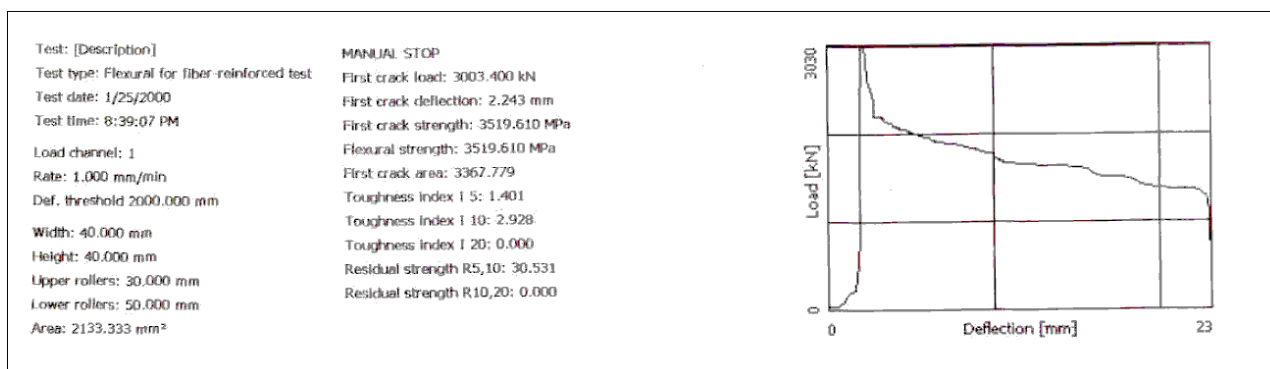 Test: [Description]
Test type: Flexural for fiber-reinforced test
Test date: 1/25/2000
Test time: 8:39:07 PM
Load channel: 1
Rate: 1.000 mm/min
Def. threshold 2000.000 mm
Width: 40.000 mm
Height: 40.000 mm
Upper rollers: 30.000 mm
Lower rollers: 50.000 mm
Area: 2133.333 mm²
MANUAL STOP
First crack load: 3003.400 kN
First crack deflection: 2.243 mm
First crack strength: 3519.610 MPa
Flexural strength: 3519.610 MPa
First crack area: 3367.779
Toughness index I 5: 1.401
Toughness index I 10: 2.928
Toughness index I 20: 0.000
Residual strength R5,10: 30.531
Residual strength R10,20: 0.000
3030
Load [kN]
0
0
Deflection [mm]
23